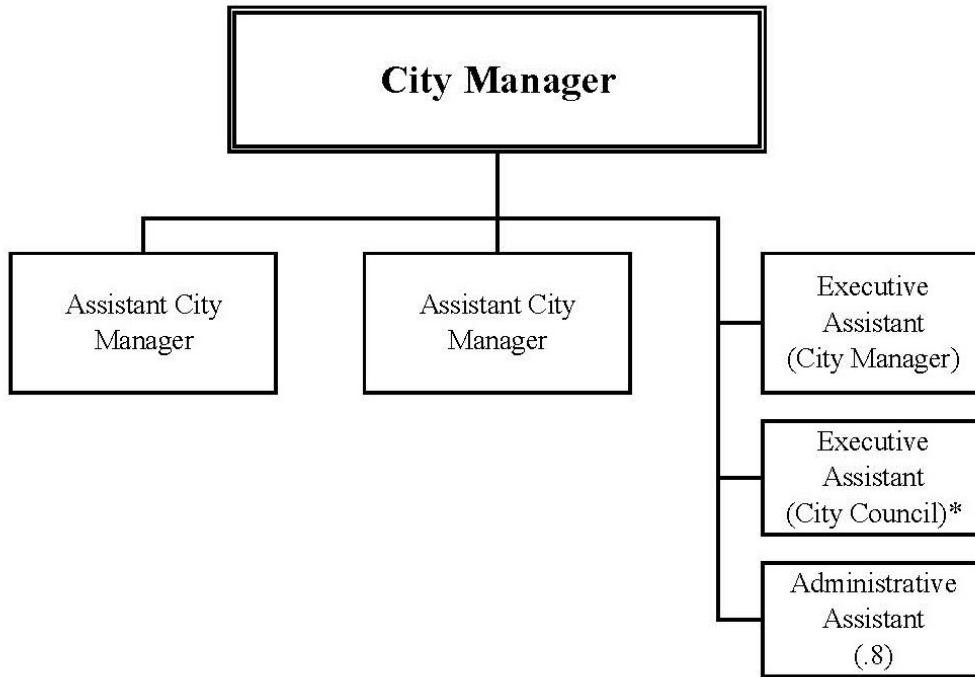 City Manager
Assistant City
Manager
Assistant City
Manager
Executive
Assistant
(City Manager)
Executive
Assistant
(City Council)*
Administrative
Assistant
(.8)